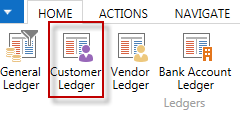 HOME ACTIONS NAVIGATE
General Customer Vendor Bank Account
Ledger Ledger Ledger Ledger
Ledgers